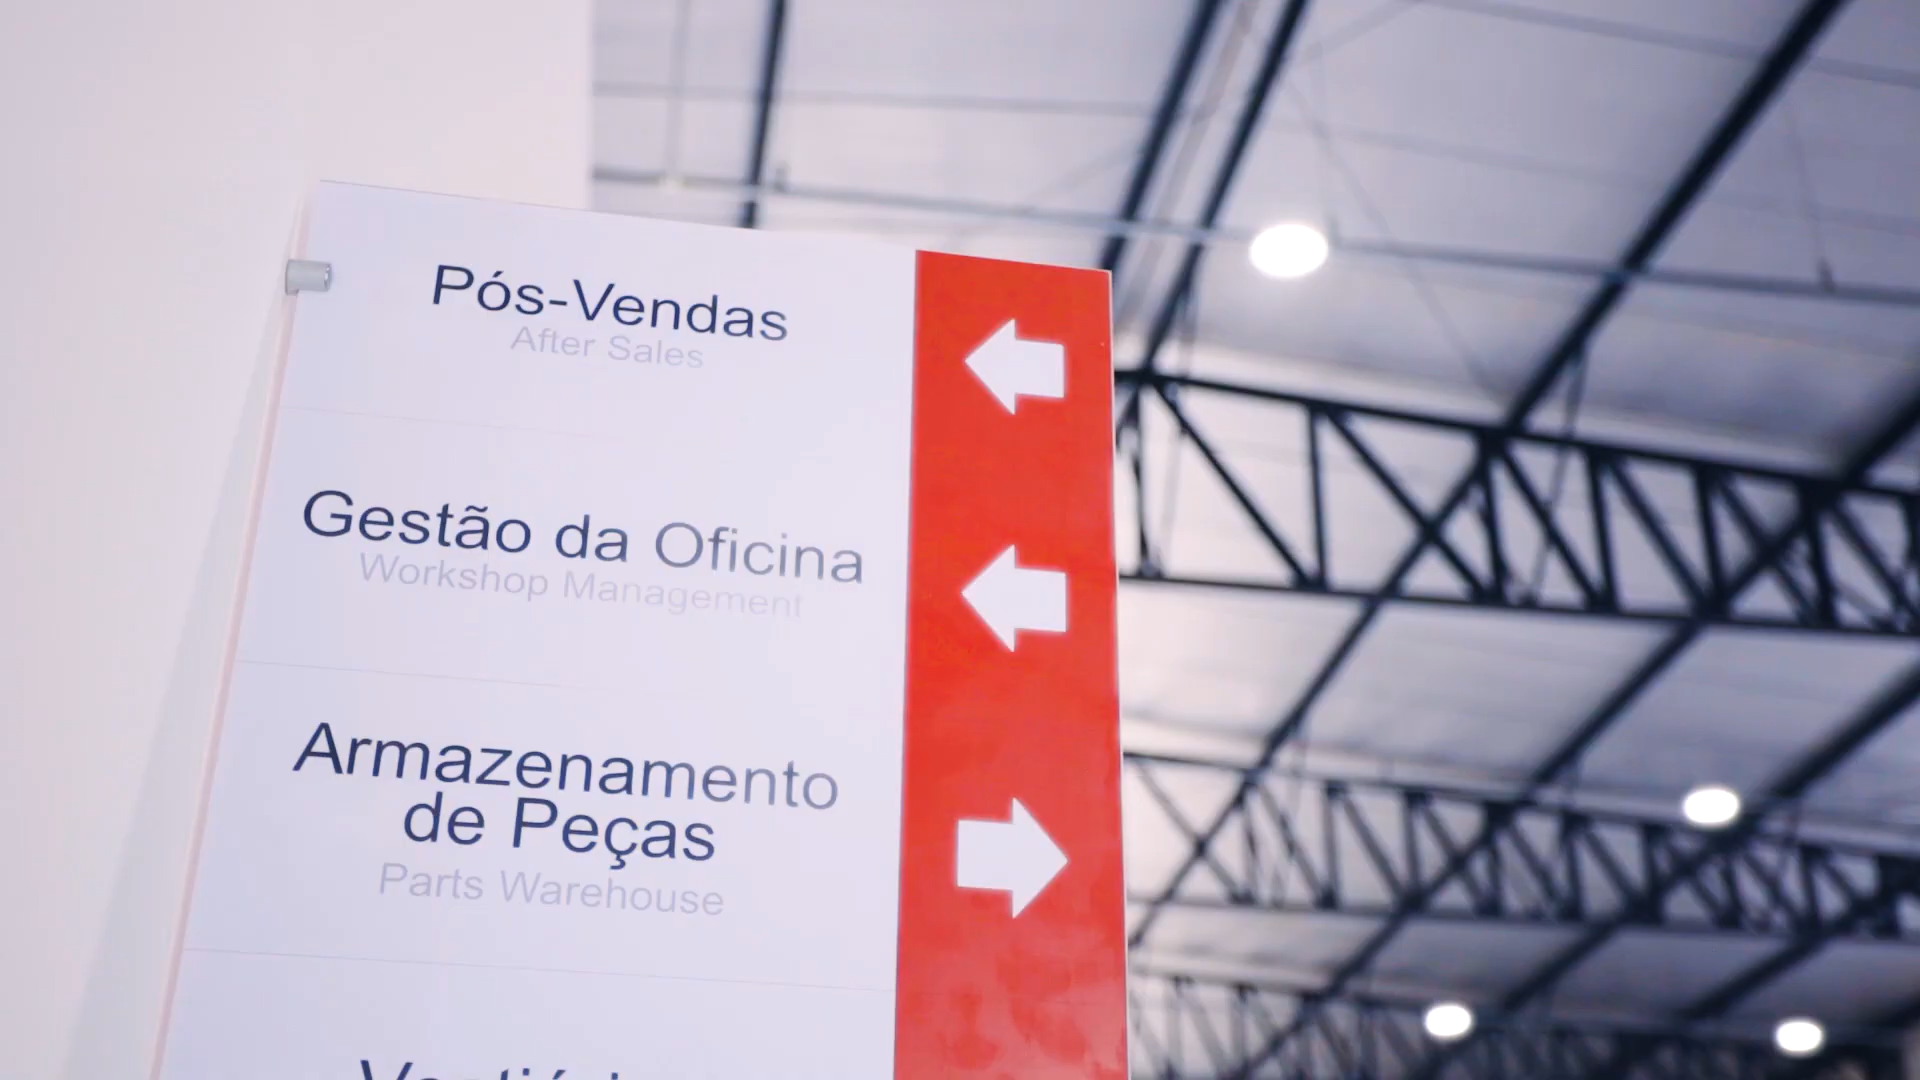 Pós-Vendas
After Sales
Gestão da Oficina
Workshop Management
Armazenamento
de Peças
Parts Warehouse